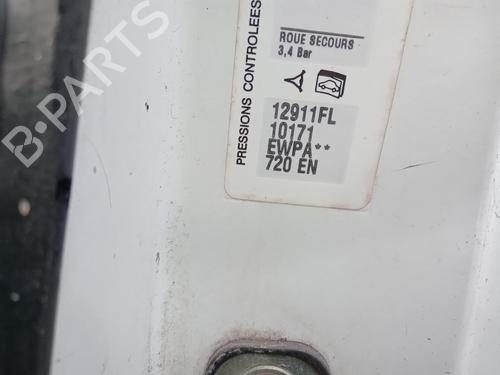 B-PARTS
PRESSIONS CONTROLEES
ROUE SECOURS
3,4 Bar
12911FL
10171
EWPA**
720 EN